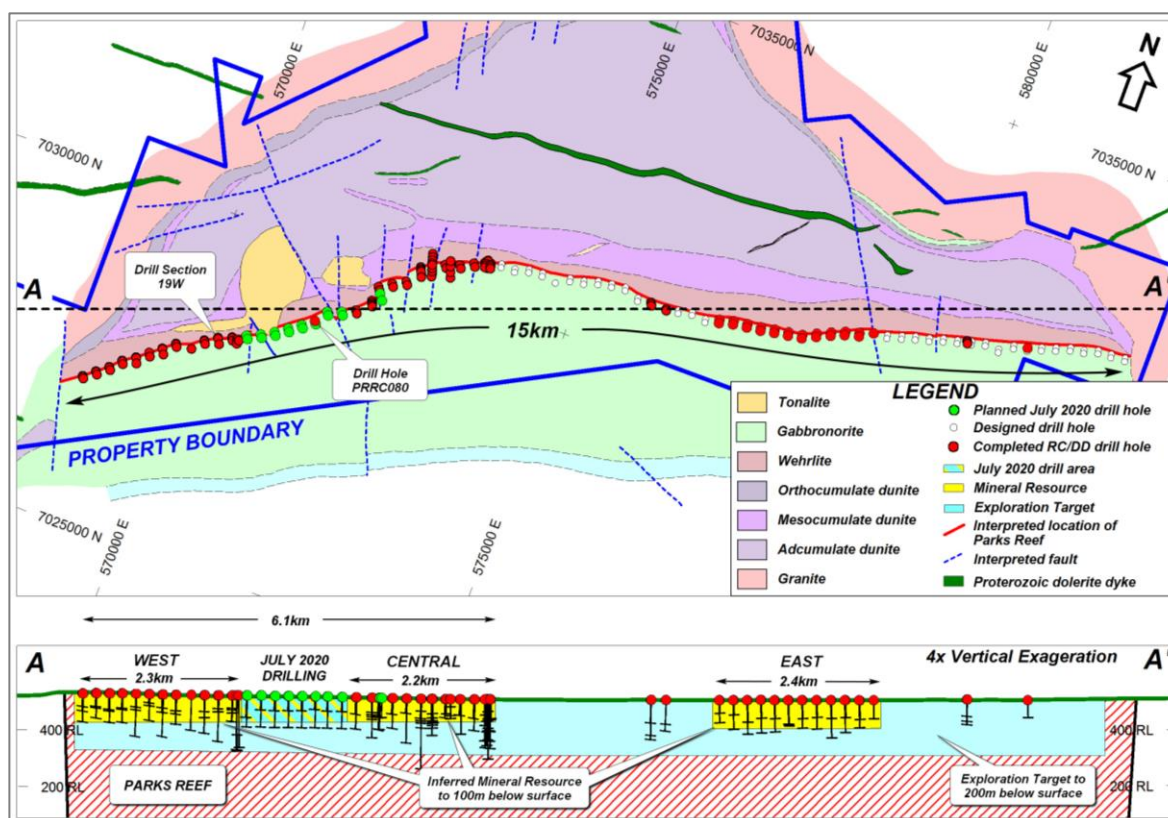 570000 E
575000 E
7035000 N
580000 E
N
7030000 N
7035000 N
Drill Section
19W
A
A'
15km
Drill Hole
PRRC080
PROPERTY BOUNDARY
7025000 N
570000 E
575000 E
LEGEND
Tonalite
Gabbronorite
Wehrlite
Orthocumulate dunite
Mesocumulate dunite
Adcumulate dunite
Granite
Planned July 2020 drill hole
Designed drill hole
Completed RC/DD drill hole
July 2020 drill area
Mineral Resource
Exploration Target
Interpreted location of
Parks Reef
Interpreted fault
Proterozoic dolerite dyke
6.1km
A
WEST
2.3km
JULY 2020
DRILLING
CENTRAL
2.2km
EAST
2.4km
4x Vertical Exageration
A'
400 RL
400 RL
200 RL
200 RL
PARKS REEF
Inferred Mineral Resource
to 100m below surface
Exploration Target to
200m below surface